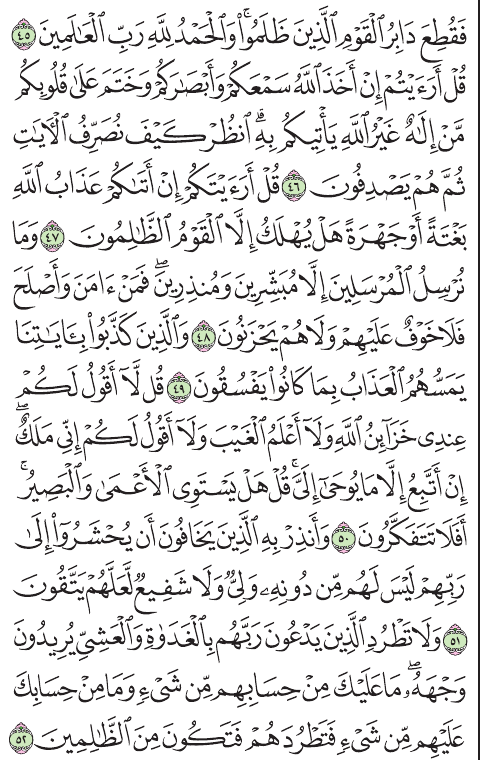 فَقُطِعَ دَابِرُ ٱلۡقَوۡمِ ٱلَّذِينَ ظَلَمُواْۚ وَٱلۡحَمۡدُ لِلَّهِ رَبِّ ٱلۡعَٰلَمِينَ ٤٥
قُلۡ أَرَءَيۡتُمۡ إِنۡ أَخَذَ ٱللَّهُ سَمۡعَكُمۡ وَأَبۡصَٰرَكُمۡ وَخَتَمَ عَلَىٰ قُلُوبِكُم
مَّنۡ إِلَٰهٌ غَيۡرُ ٱللَّهِ يَأۡتِيكُم بِهِۗ ٱنظُرۡ كَيۡفَ نُصَرِّفُ ٱلۡأٓيَٰتِ
ثُمَّ هُمۡ يَصۡدِفُونَ ٤٦ قُلۡ أَرَءَيۡتَكُمۡ إِنۡ أَتَىٰكُمۡ عَذَابُ ٱللَّهِ
بَغۡتَةً أَوۡ جَهۡرَةً هَلۡ يُهۡلَكُ إِلَّا ٱلۡقَوۡمُ ٱلظَّٰلِمُونَ ٤٧ وَمَا
نُرۡسِلُ ٱلۡمُرۡسَلِينَ إِلَّا مُبَشِّرِينَ وَمُنذِرِينَۖ فَمَنۡ ءَامَنَ وَأَصۡلَحَ
فَلَا خَوۡفٌ عَلَيۡهِمۡ وَلَا هُمۡ يَحۡزَنُونَ ٤٨ وَٱلَّذِينَ كَذَّبُواْ بِـَٔايَٰتِنَا
يَمَسُّهُمُ ٱلۡعَذَابُ بِمَا كَانُواْ يَفۡسُقُونَ ٤٩ قُل لَّآ أَقُولُ لَكُمۡ
عِندِي خَزَآئِنُ ٱللَّهِ وَلَآ أَعۡلَمُ ٱلۡغَيۡبَ وَلَآ أَقُولُ لَكُمۡ إِنِّي مَلَكٌۖ
إِنۡ أَتَّبِعُ إِلَّا مَا يُوحَىٰٓ إِلَيَّۚ قُلۡ هَلۡ يَسۡتَوِي ٱلۡأَعۡمَىٰ وَٱلۡبَصِيرُۚ
أَفَلَا تَتَفَكَّرُونَ ٥٠ وَأَنذِرۡ بِهِ ٱلَّذِينَ يَخَافُونَ أَن يُحۡشَرُوٓاْ إِلَىٰ
رَبِّهِمۡ لَيۡسَ لَهُم مِّن دُونِهِۦ وَلِيٌّ وَلَا شَفِيعٌ لَّعَلَّهُمۡ يَتَّقُونَ
٥١ وَلَا تَطۡرُدِ ٱلَّذِينَ يَدۡعُونَ رَبَّهُم بِٱلۡغَدَوٰةِ وَٱلۡعَشِيِّ يُرِيدُونَ
وَجۡهَهُۥۖ مَا عَلَيۡكَ مِنۡ حِسَابِهِم مِّن شَيۡءٖ وَمَا مِنۡ حِسَابِكَ
عَلَيۡهِم مِّن شَيۡءٖ فَتَطۡرُدَهُمۡ فَتَكُونَ مِنَ ٱلظَّٰلِمِينَ ٥٢